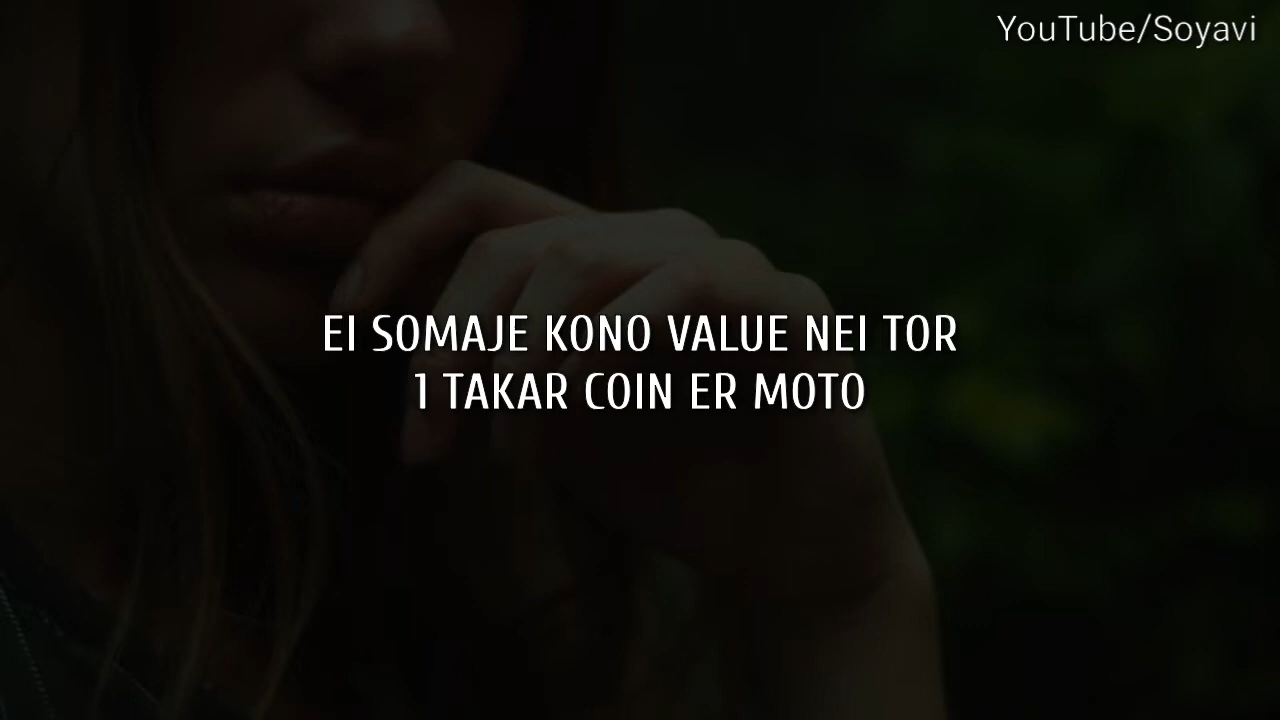 YouTube/Soyavi
EI SOMAJE KONO VALUE NEI TOR
1 TAKAR COIN ER MOTO